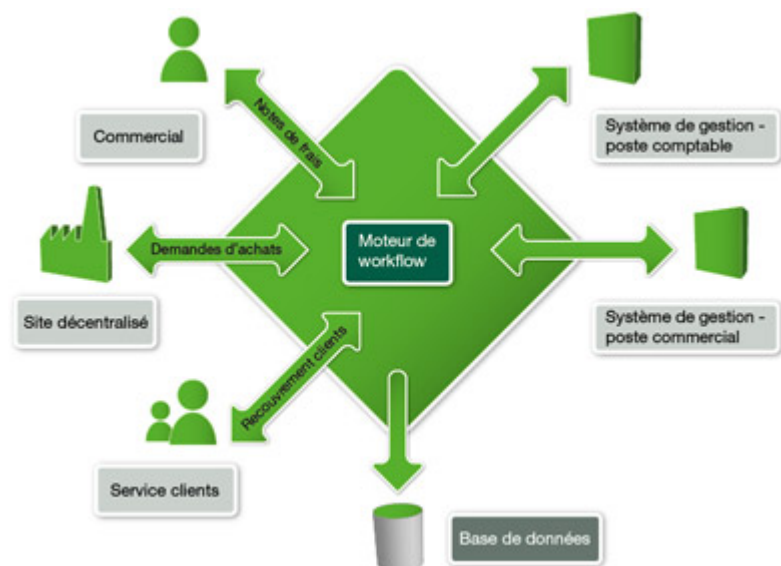 Commercial
Notes de frais
Système de gestion -
poste comptable
Demandes d'achats
Moteur de
workflow
Site décentralisé
Système de gestion -
poste commercial
Recouvrement clients
Service clients
Base de données